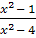 x² − 1
x² − 4